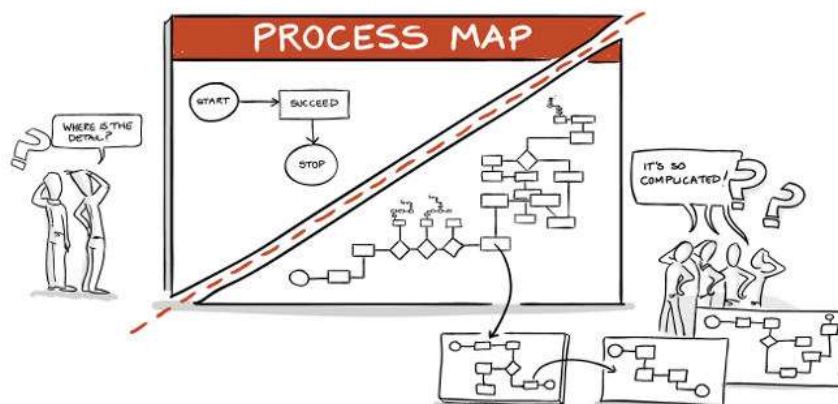 PROCESS MAP
START
SUCCEED
STOP
WHERE IS THE
DETAIL?
?
IT'S SO
COMPLICATED!
?
?